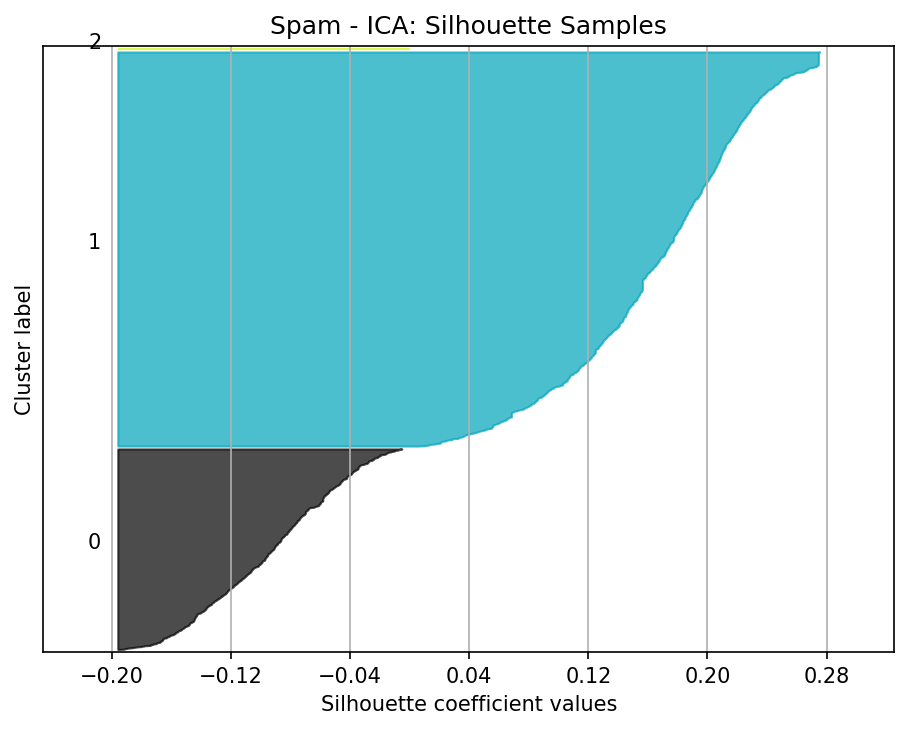 Spam - ICA: Silhouette Samples
2
1
0
Cluster label
−0.20 −0.12 −0.04 0.04 0.12 0.20 0.28
Silhouette coefficient values